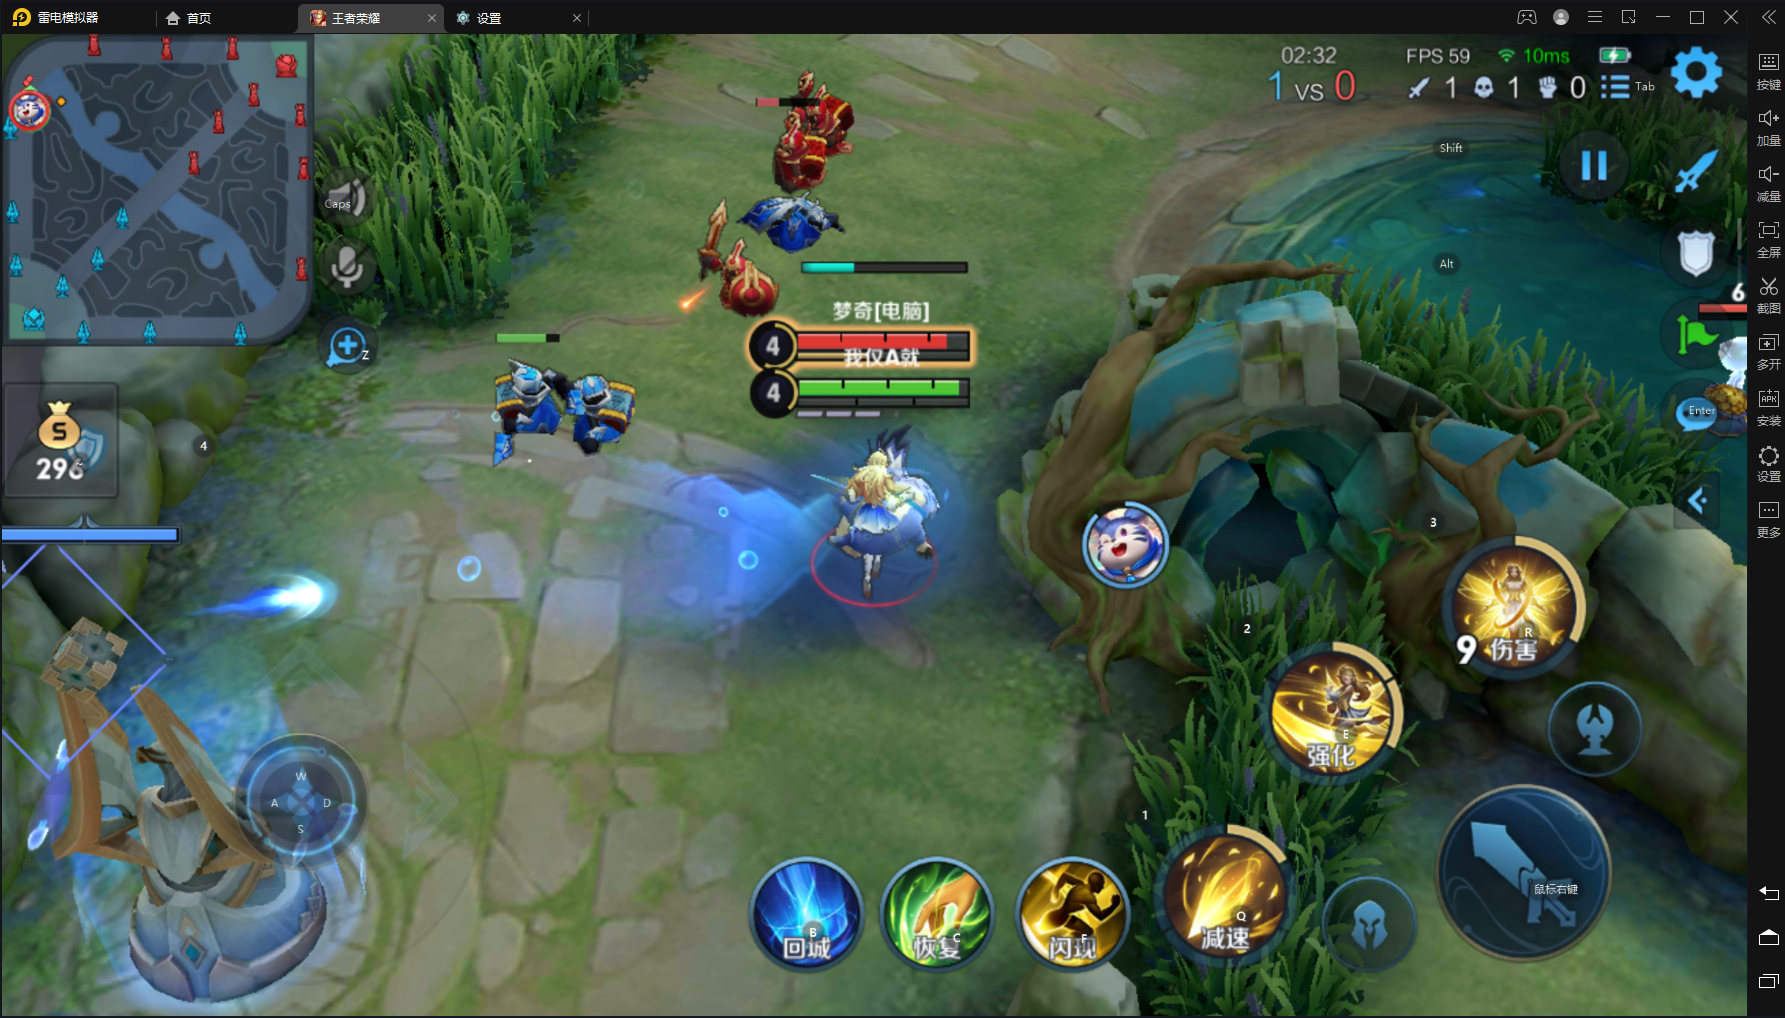 雷电模拟器
首页
王者荣耀
设置
02:32
FPS 59
10ms
1 VS 0
1
1
0
Tab
按键
加量
减量
全屏
截图
多开
安装
设置
更多
Shift
Caps
Alt
6
Z
Enter
梦奇[电脑]
4
我仅A就
4
4
296
3
2
R
9
伤害
E
强化
W
A
D
S
1
Q
减速
鼠标右键
B
回城
C
恢复
F
闪现
APK